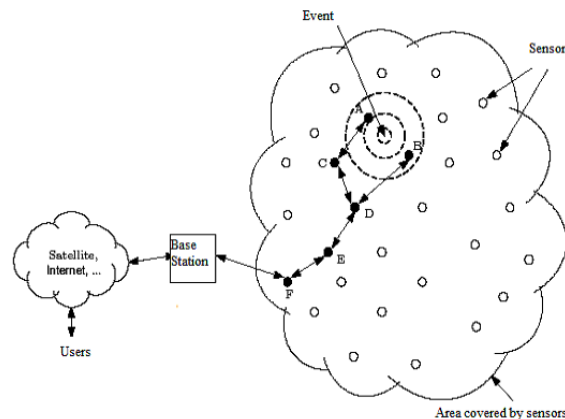 Event
Sensor
A
B
C
D
Base
Station
Satellite,
Internet, ...
E
F
Users
Area covered by sensors